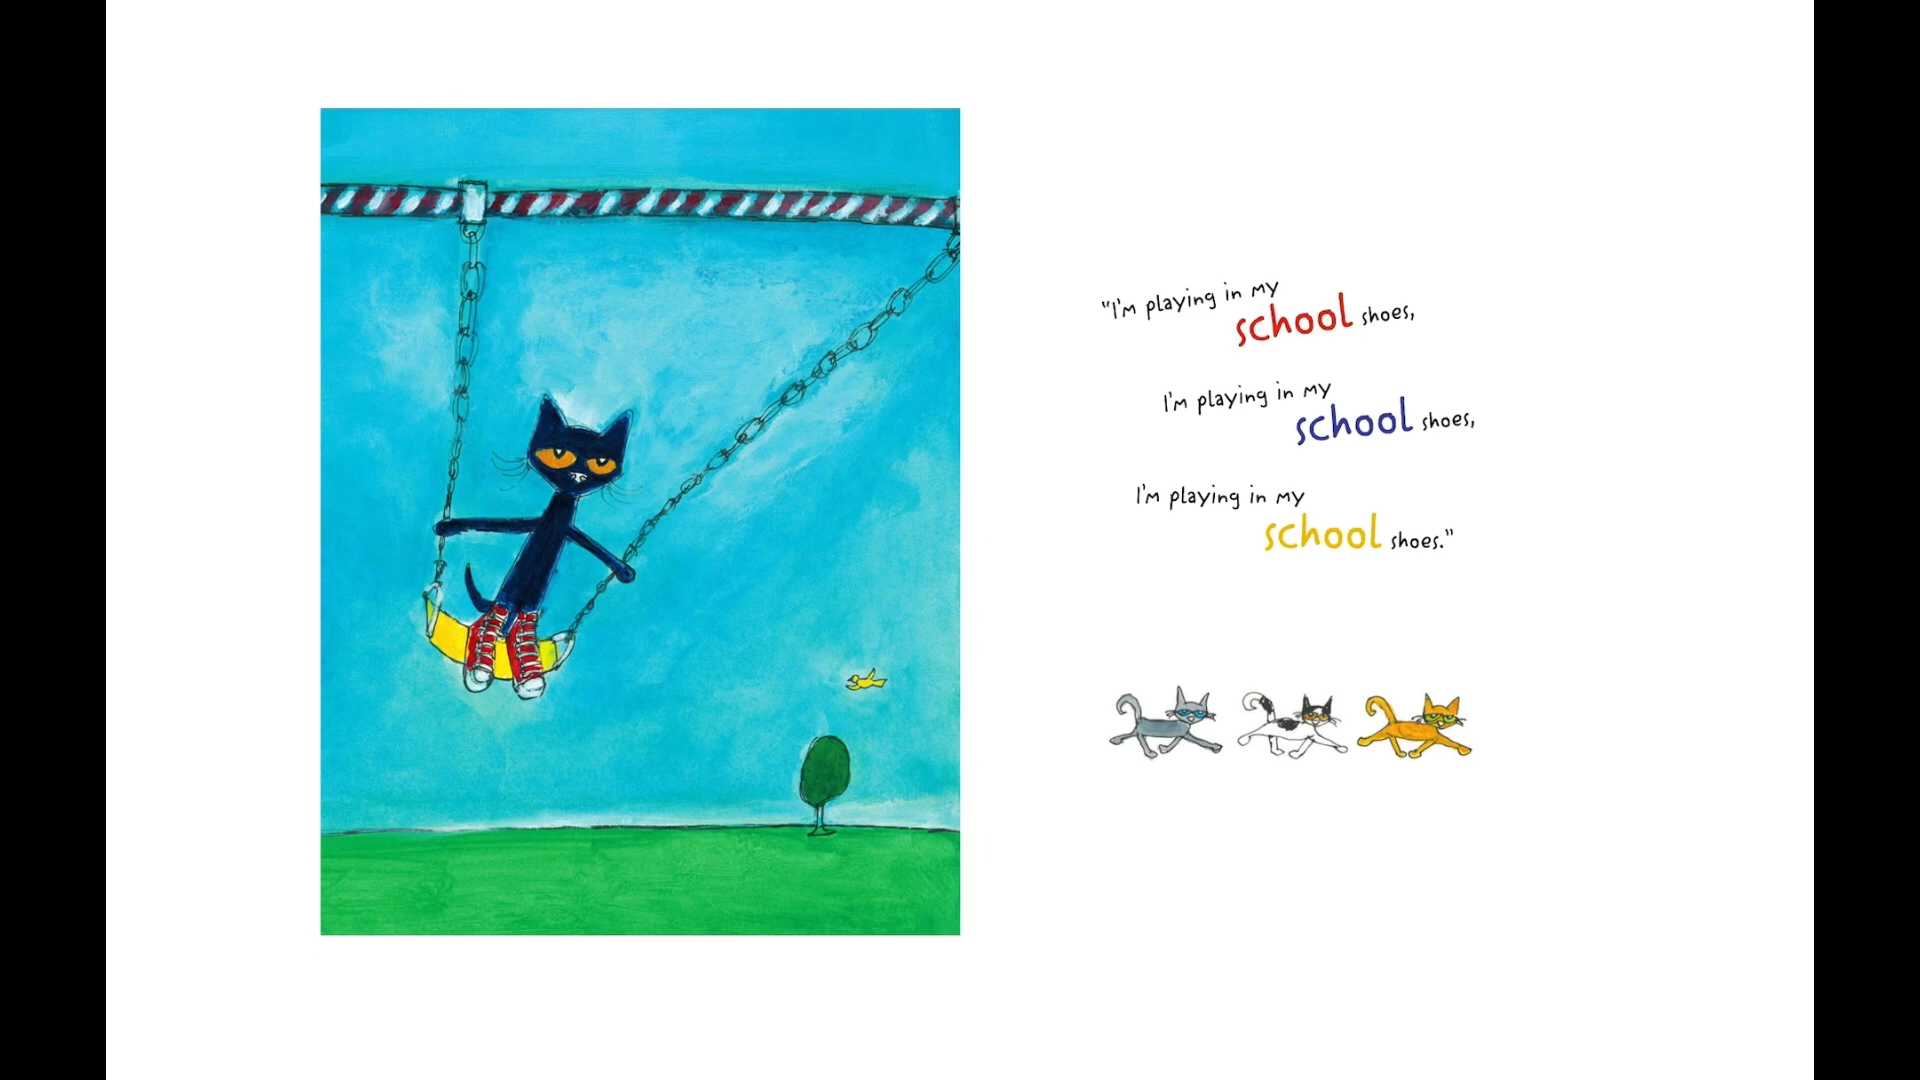 “I'm playing in my
school shoes,
I'm playing in my
school shoes,
I'm playing in my
school shoes.”